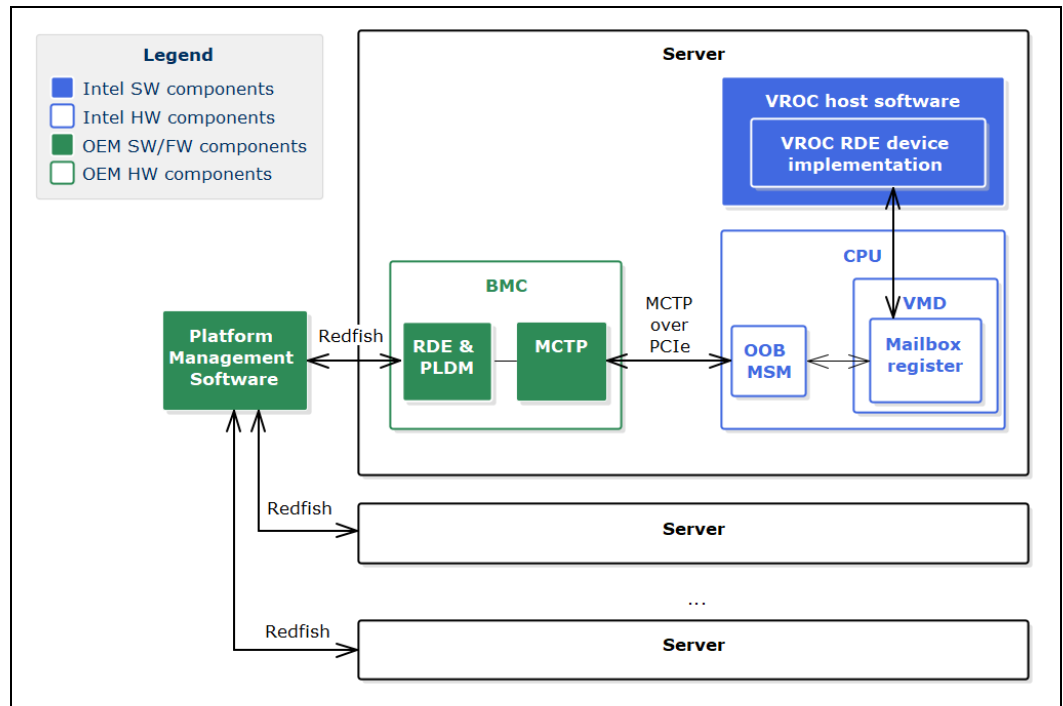 Legend
Intel SW components
Intel HW components
OEM SW/FW components
OEM HW components
Server
VROC host software
VROC RDE device
implementation
CPU
VMD
Mailbox
register
OOB
MSM
MCTP
over
PCIe
BMC
RDE &
PLDM
MCTP
Redfish
Platform
Management
Software
Redfish
Server
...
Redfish
Server